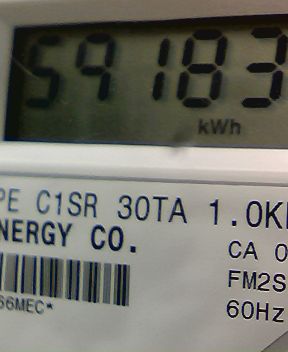 59183
kWh
PE C1SR 30TA 1.0K
NERGY CO.
CA 0
FM2S
66MEC*
60Hz